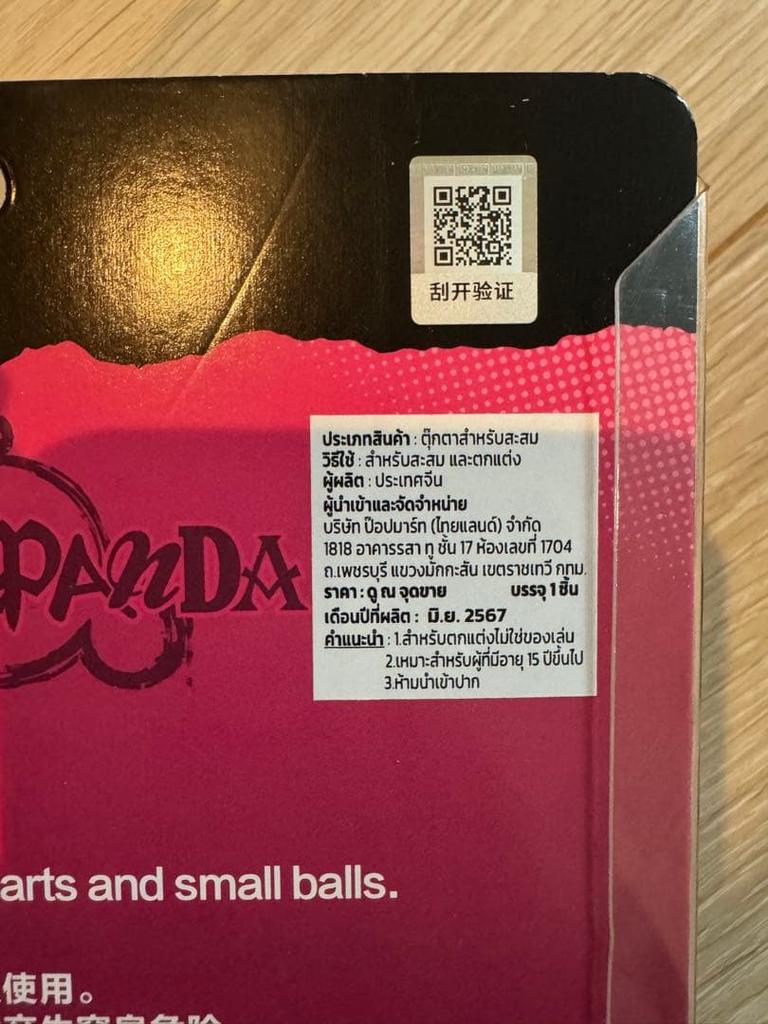 刮开验证
ประเภทสินค้า : ตุ๊กตาสำหรับสะสม
วิธีใช้ : สำหรับสะสม และตกแต่ง
ผู้ผลิต : ประเทศจีน
ผู้นำเข้าและจัดจำหน่าย
บริษัท ป๊อปมาร์ท (ไทยแลนด์) จำกัด
1818 อาคารรสา ทู ชั้น 17 ห้องเลขที่ 1704
ถ.เพชรบุรี แขวงมักกะสัน เขตราชเทวี กทม.
ราคา : ดู ณ จุดขาย บรรจุ 1 ชิ้น
เดือนปีที่ผลิต : มิ.ย. 2567
คำแนะนำ : 1.สำหรับตกแต่งไม่ใช่ของเล่น
2.เหมาะสำหรับผู้ที่มีอายุ 15 ปีขึ้นไป
3.ห้ามนำเข้าปาก
PANDA
arts and small balls.
使用。